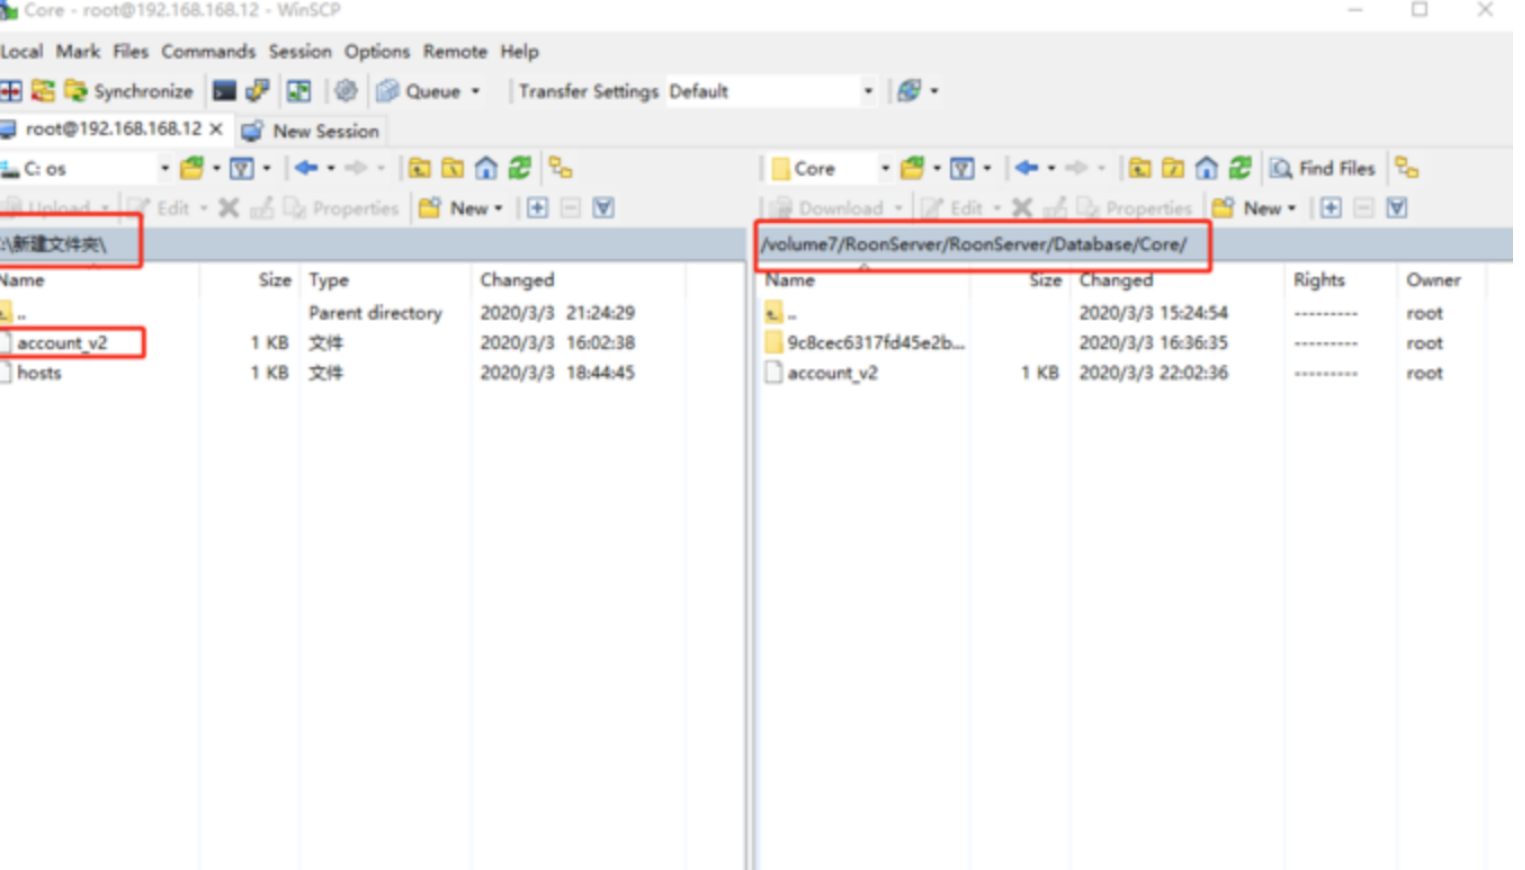 Core - root@192.168.168.12 - WinSCP
Local Mark Files Commands Session Options Remote Help
Synchronize Queue Transfer Settings Default
root@192.168.168.12 New Session
C: os Core Find Files
Upload Edit Properties New Download Edit Properties New
:\新建文件夹\ /volume7/RoonServer/RoonServer/Database/Core/
Name Size Type Changed Name Size Changed Rights Owner
.. Parent directory 2020/3/3 21:24:29 .. 2020/3/3 15:24:54 --------- root
account_v2 1 KB 文件 2020/3/3 16:02:38 9c8cec6317fd45e2b... 2020/3/3 16:36:35 --------- root
hosts 1 KB 文件 2020/3/3 18:44:45 account_v2 1 KB 2020/3/3 22:02:36 --------- root